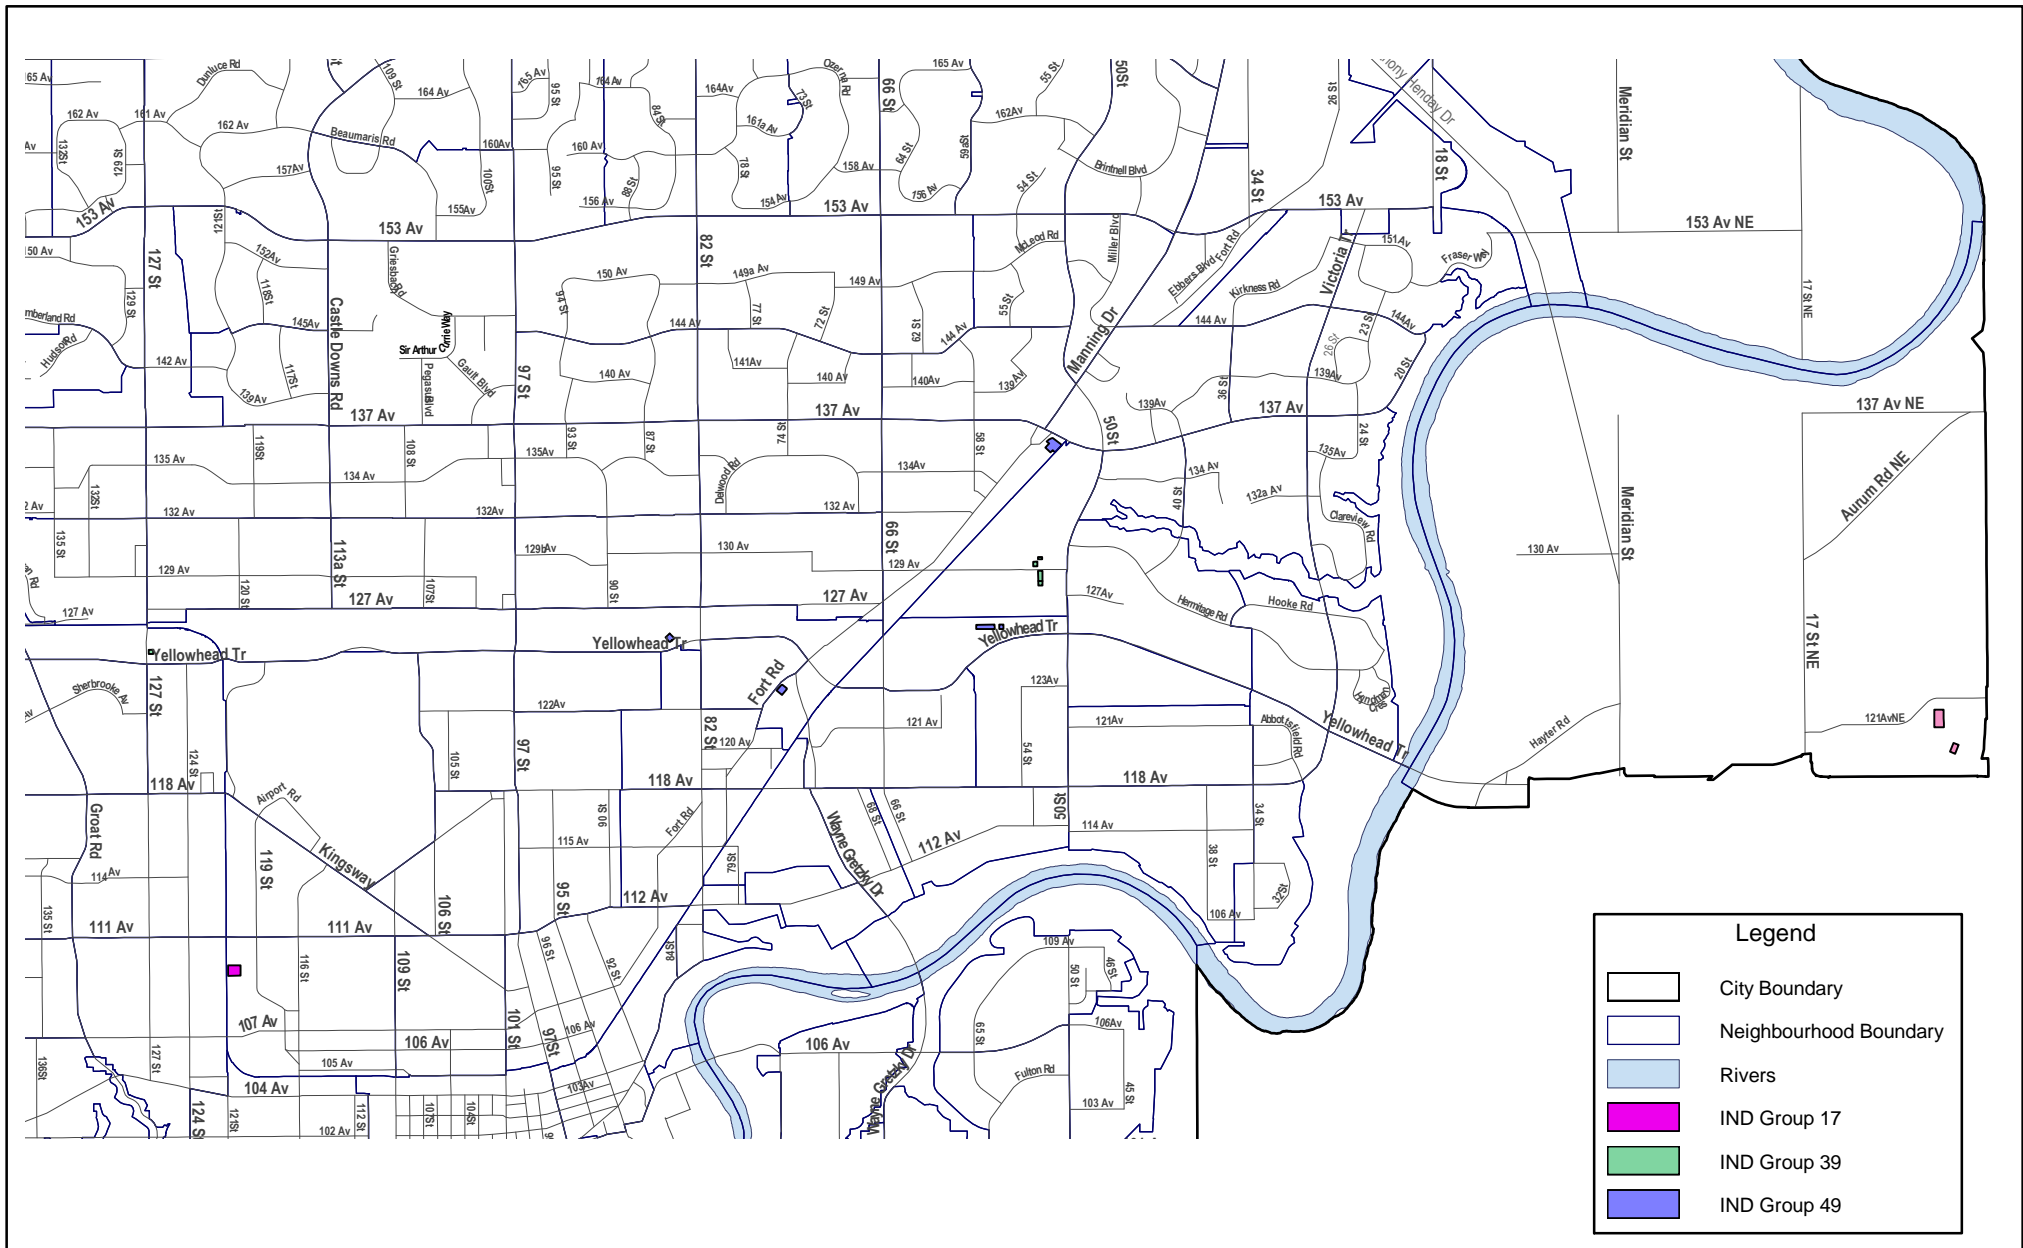 Dunluce Rd
109 St
165 Av
95 St
164 Av
84 St
164Av
73 St
Ozerna Rd
66 St
165 Av
55 St
50St
26 St
Henday Dr
Meridian St
165 Av
164 Av
162 Av
161 Av
162 Av
Beaumaris Rd
160Av
160 Av
161a Av
162Av
59aSt
64 St
158 Av
Brintnell Blvd
18 St
34 St
132St
129 St
157Av
100St
95 St
88 St
78 St
154 Av
156 Av
156 Av
54 St
153 Av
155Av
153 Av
153 Av
153 Av
153 Av NE
121St
127 St
150 Av
152Av
118St
129 St
Griesbach Rd
Castle Downs Rd
97 St
94 St
150 Av
82 St
149a Av
77 St
72 St
149 Av
McLeod Rd
Miller Blvd
Ebbers Blvd
Fort Rd
Kirkness Rd
Victoria Tr
151Av
Fraser Way
17 St NE
145Av
Hudson Rd
142 Av
Sir Arthur Currie Way
144 Av
62 St
144 Av
55 St
Manning Dr
144 Av
23 St
144Av
26 St
20 St
117St
139Av
Pegasus Blvd
Gault Blvd
140 Av
141Av
140 Av
140Av
139 Av
36 St
139Av
139Av
137 Av
137 Av
137 Av
137 Av NE
119St
108 St
93 St
87 St
74 St
58 St
50St
24 St
135 Av
134 Av
135Av
Delwood Rd
134Av
134 Av
135Av
132a Av
40 St
Clareview Rd
Meridian St
Aurum Rd NE
132St
132 Av
132Av
132 Av
135 St
113a St
129bAv
130 Av
66 St
129 Av
130 Av
129 Av
120 St
107St
90 St
127 Av
127 Av
127 Av
127Av
Hermitage Rd
Hooke Rd
17 St NE
Yellowhead Tr
Yellowhead Tr
Yellowhead Tr
Yellowhead Tr
Fort Rd
Sherbrooke Av
127 St
123Av
122Av
121 Av
121Av
Abbottsfield Rd
Hayter Rd
121AvNE
82 St
120 Av
97 St
105 St
54 St
124 St
118 Av
118 Av
118 Av
Airport Rd
Groat Rd
119 St
Kingsway
90 St
115 Av
Fort Rd
79St
Wayne Gretzky Dr
68 St
66 St
112 Av
50St
114 Av
38 St
34 St
32St
106 Av
114 Av
135 St
111 Av
111 Av
106 St
95 St
112 Av
109 St
116 St
96 St
92 St
84St
109 Av
50 St
46St
107 Av
106 Av
105 Av
101 St
97St
106 Av
106 Av
65 St
106Av
Fulton Rd
45 St
103 Av
Wayne Gretzky Dr
136St
127 St
104 Av
124 St
121St
112 St
102 Av
107St
104St
103Av
Legend
City Boundary
Neighbourhood Boundary
Rivers
IND Group 17
IND Group 39
IND Group 49